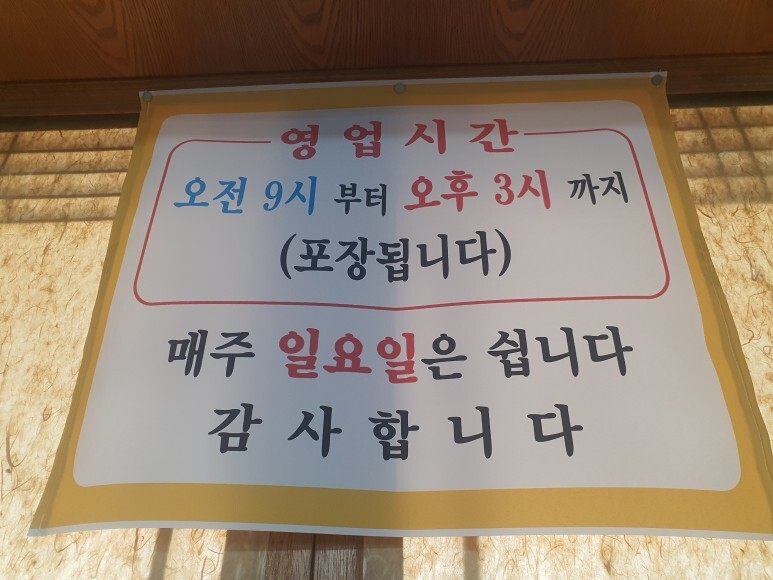 영업시간
오전 9시 부터 오후 3시 까지
(포장됩니다)
매주 일요일은 쉽니다
감사합니다